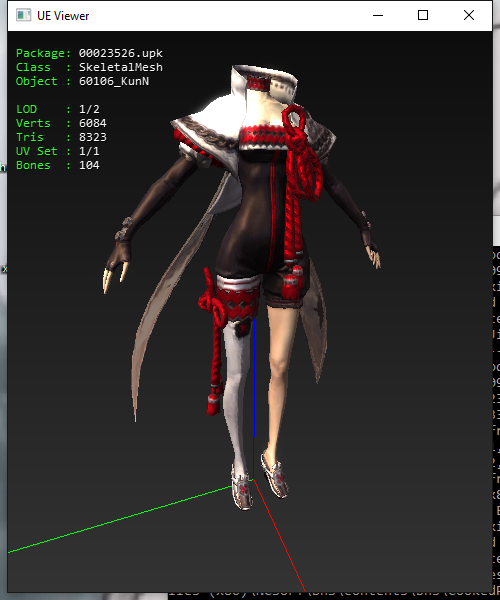 UE Viewer
Package: 00023526.upk
Class : SkeletalMesh
Object : 60106_KunN
LOD : 1/2
Verts : 6084
Tris : 8323
UV Set : 1/1
Bones : 104